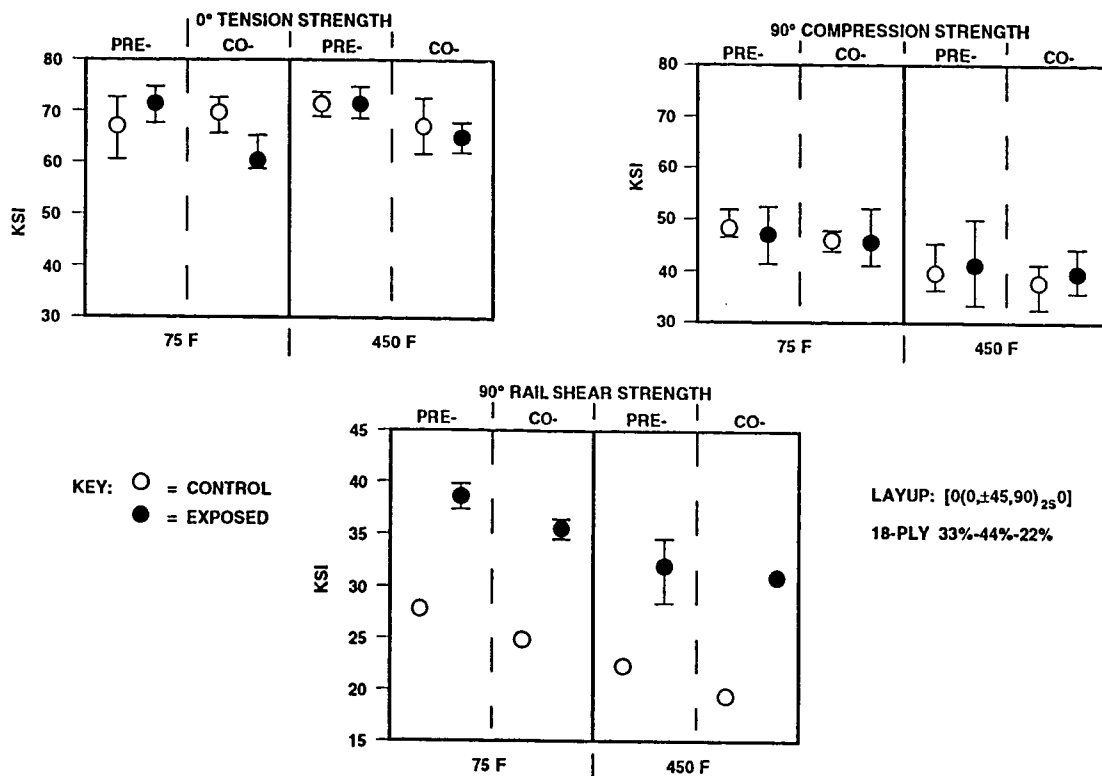 0° TENSION STRENGTH
PRE- CO- PRE- CO-
80
70
60
50
40
30
KSI
75 F 450 F
90° COMPRESSION STRENGTH
PRE- CO- PRE- CO-
80
70
60
50
40
30
KSI
75 F 450 F
90° RAIL SHEAR STRENGTH
PRE- CO- PRE- CO-
45
40
35
30
25
20
15
KSI
75 F 450 F
KEY: ○ = CONTROL
● = EXPOSED
LAYUP: [0(0,±45,90)₂S0]
18-PLY 33%-44%-22%